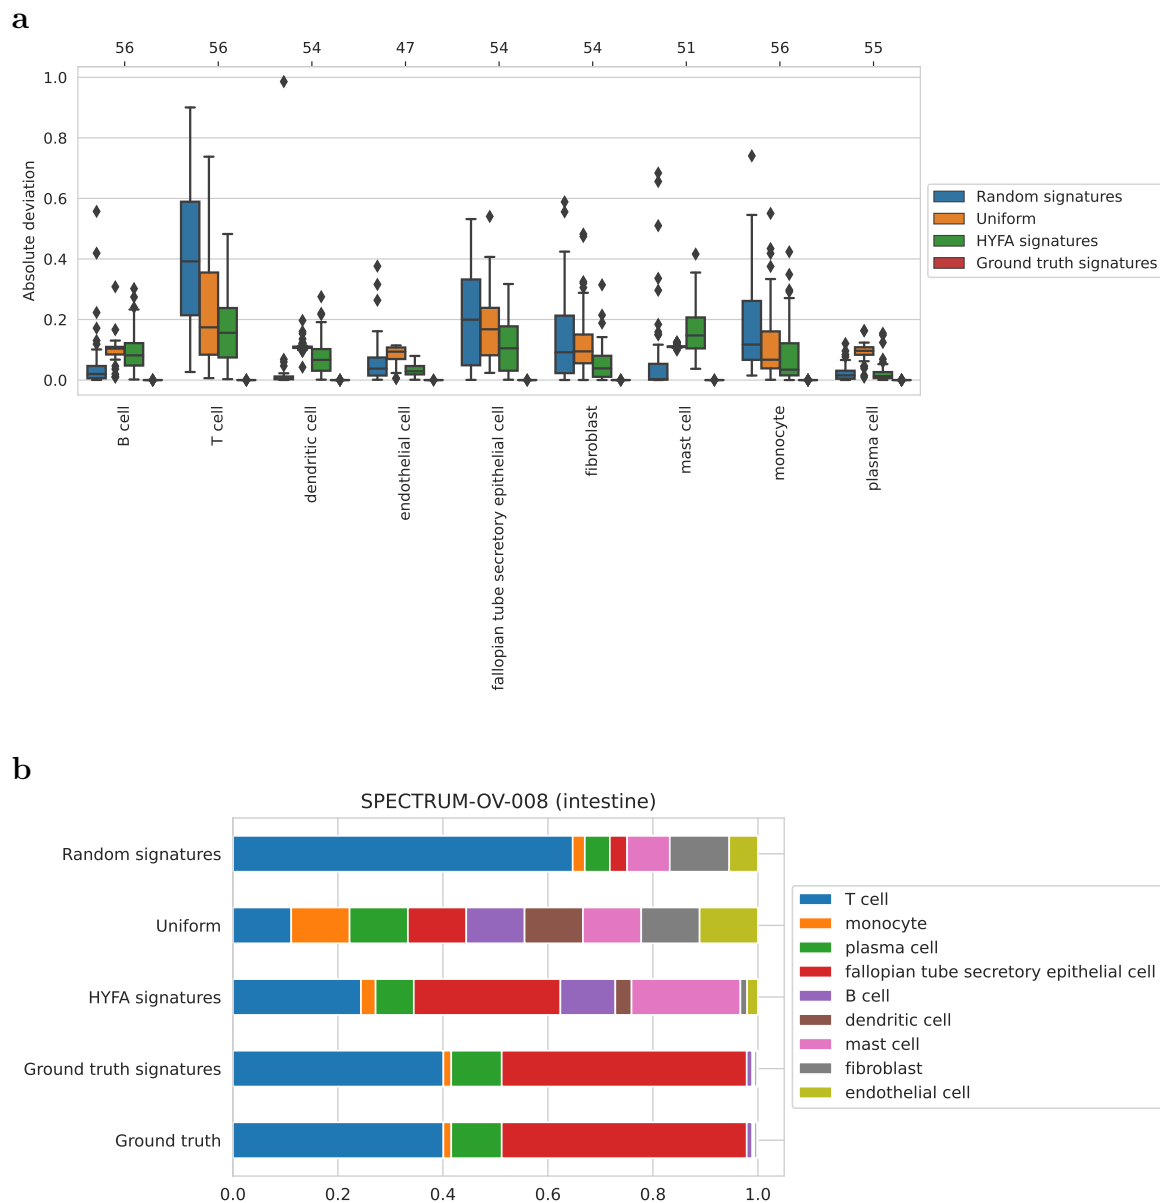 a
56 56 54 47 54 54 51 56 55
1.0
0.8
0.6
0.4
0.2
0.0
Absolute deviation
B cell
T cell
dendritic cell
endothelial cell
fallopian tube secretory epithelial cell
fibroblast
mast cell
monocyte
plasma cell
Random signatures
Uniform
HYFA signatures
Ground truth signatures
b
SPECTRUM-OV-008 (intestine)
Random signatures
Uniform
HYFA signatures
Ground truth signatures
Ground truth
0.0 0.2 0.4 0.6 0.8 1.0
T cell
monocyte
plasma cell
fallopian tube secretory epithelial cell
B cell
dendritic cell
mast cell
fibroblast
endothelial cell